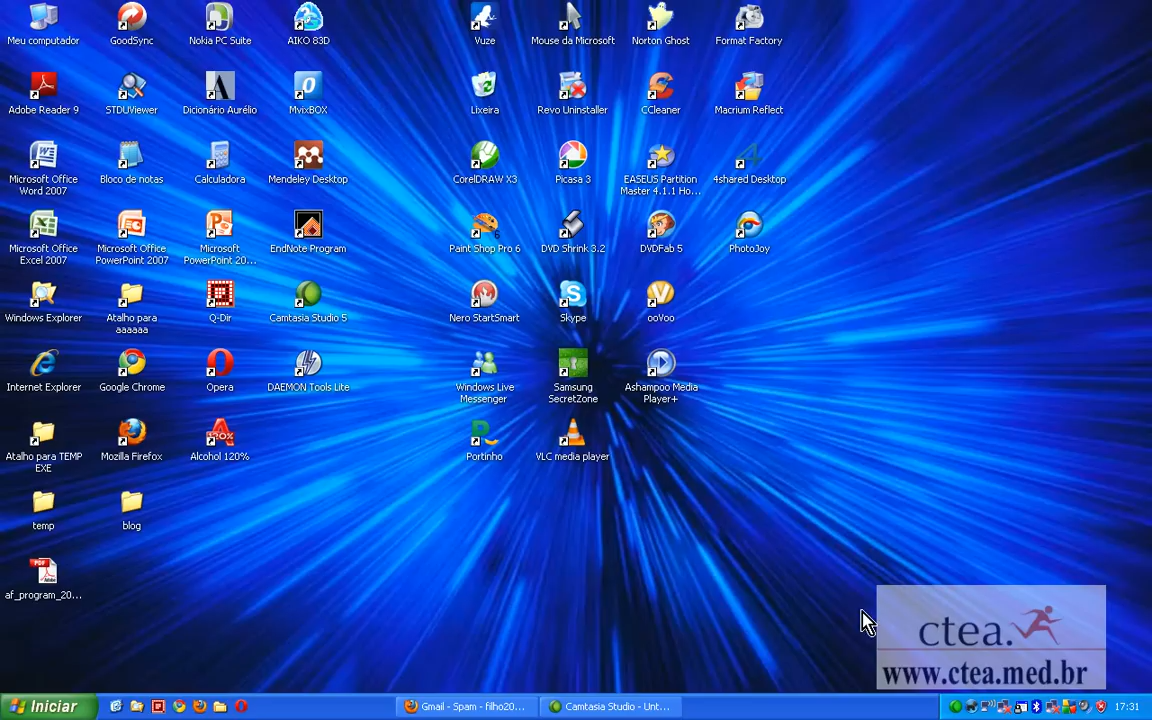 Meu computador
GoodSync
Nokia PC Suite
AIKO 83D
Vuze
Mouse da Microsoft
Norton Ghost
Format Factory
Adobe Reader 9
STDUViewer
Dicionário Aurélio
MvixBOX
Lixeira
Revo Uninstaller
CCleaner
Macrium Reflect
Microsoft Office
Word 2007
Bloco de notas
Calculadora
Mendeley Desktop
CorelDRAW X3
Picasa 3
EASEUS Partition
Master 4.1.1 Ho...
4shared Desktop
Microsoft Office
Excel 2007
Microsoft Office
PowerPoint 2007
Microsoft
PowerPoint 20...
EndNote Program
Paint Shop Pro 6
DVD Shrink 3.2
DVDFab 5
PhotoJoy
Windows Explorer
Atalho para
aaaaaa
Q-Dir
Camtasia Studio 5
Nero StartSmart
Skype
ooVoo
Internet Explorer
Google Chrome
Opera
DAEMON Tools Lite
Windows Live
Messenger
Samsung
SecretZone
Ashampoo Media
Player+
Atalho para TEMP
EXE
Mozilla Firefox
Alcohol 120%
Portinho
VLC media player
temp
blog
af_program_20...
ctea.
www.ctea.med.br
Iniciar
Gmail - Spam - filho20...
Camtasia Studio - Unt...
17:31